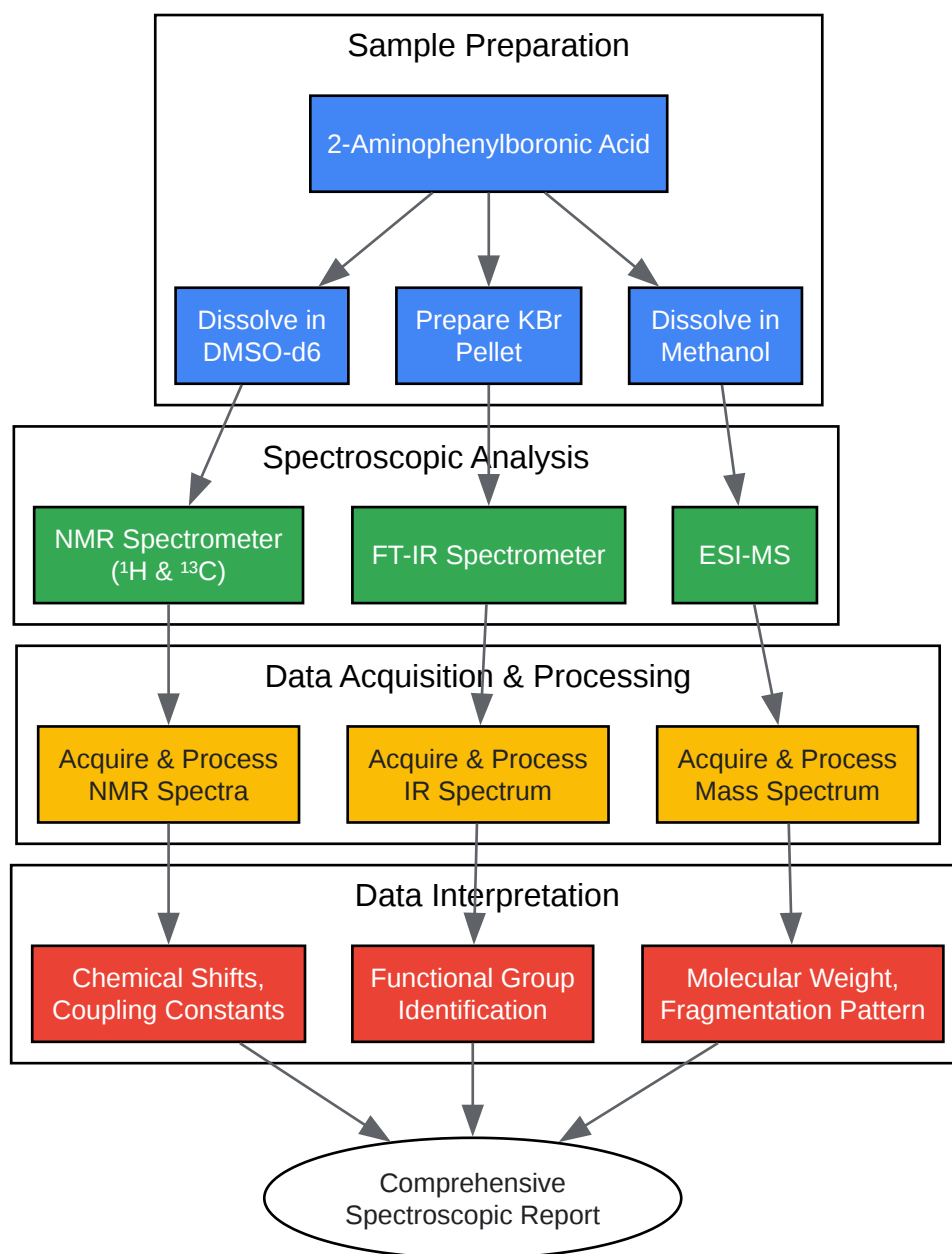 Sample Preparation
2-Aminophenylboronic Acid
Dissolve in
DMSO-d6
Prepare KBr
Pellet
Dissolve in
Methanol
Spectroscopic Analysis
NMR Spectrometer
(¹H & ¹³C)
FT-IR Spectrometer
ESI-MS
Data Acquisition & Processing
Acquire & Process
NMR Spectra
Acquire & Process
IR Spectrum
Acquire & Process
Mass Spectrum
Data Interpretation
Chemical Shifts,
Coupling Constants
Functional Group
Identification
Molecular Weight,
Fragmentation Pattern
Comprehensive
Spectroscopic Report